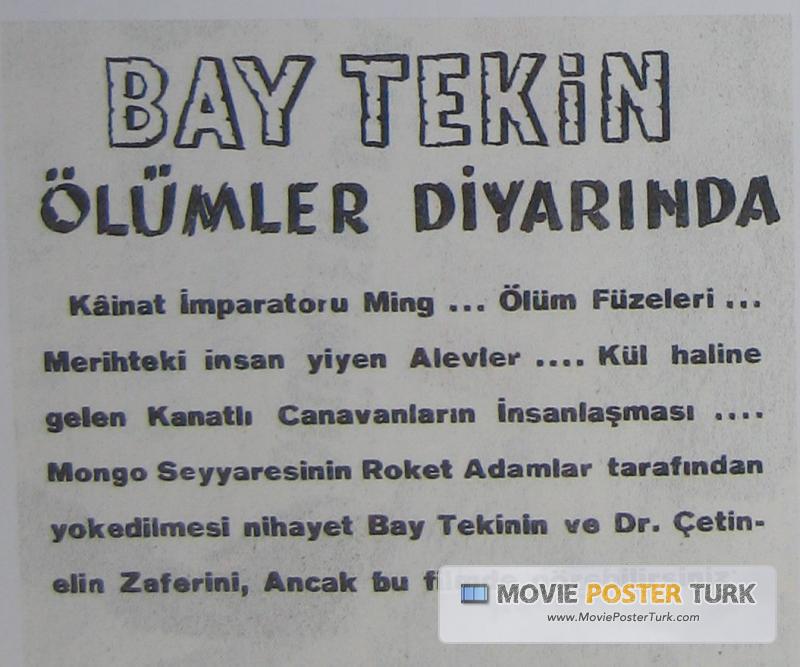 BAY TEKİN
ÖLÜMLER DİYARINDA
Kâinat İmparatoru Ming ... Ölüm Füzeleri ...
Merihteki insan yiyen Alevler .... Kül haline
gelen Kanatlı Canavanların İnsanlaşması ....
Mongo Seyyaresinin Roket Adamlar tarafından
yokedilmesi nihayet Bay Tekinin ve Dr. Çetin-
elin Zaferini, Ancak bu
MOVIE POSTER TURK
www.MoviePosterTurk.com